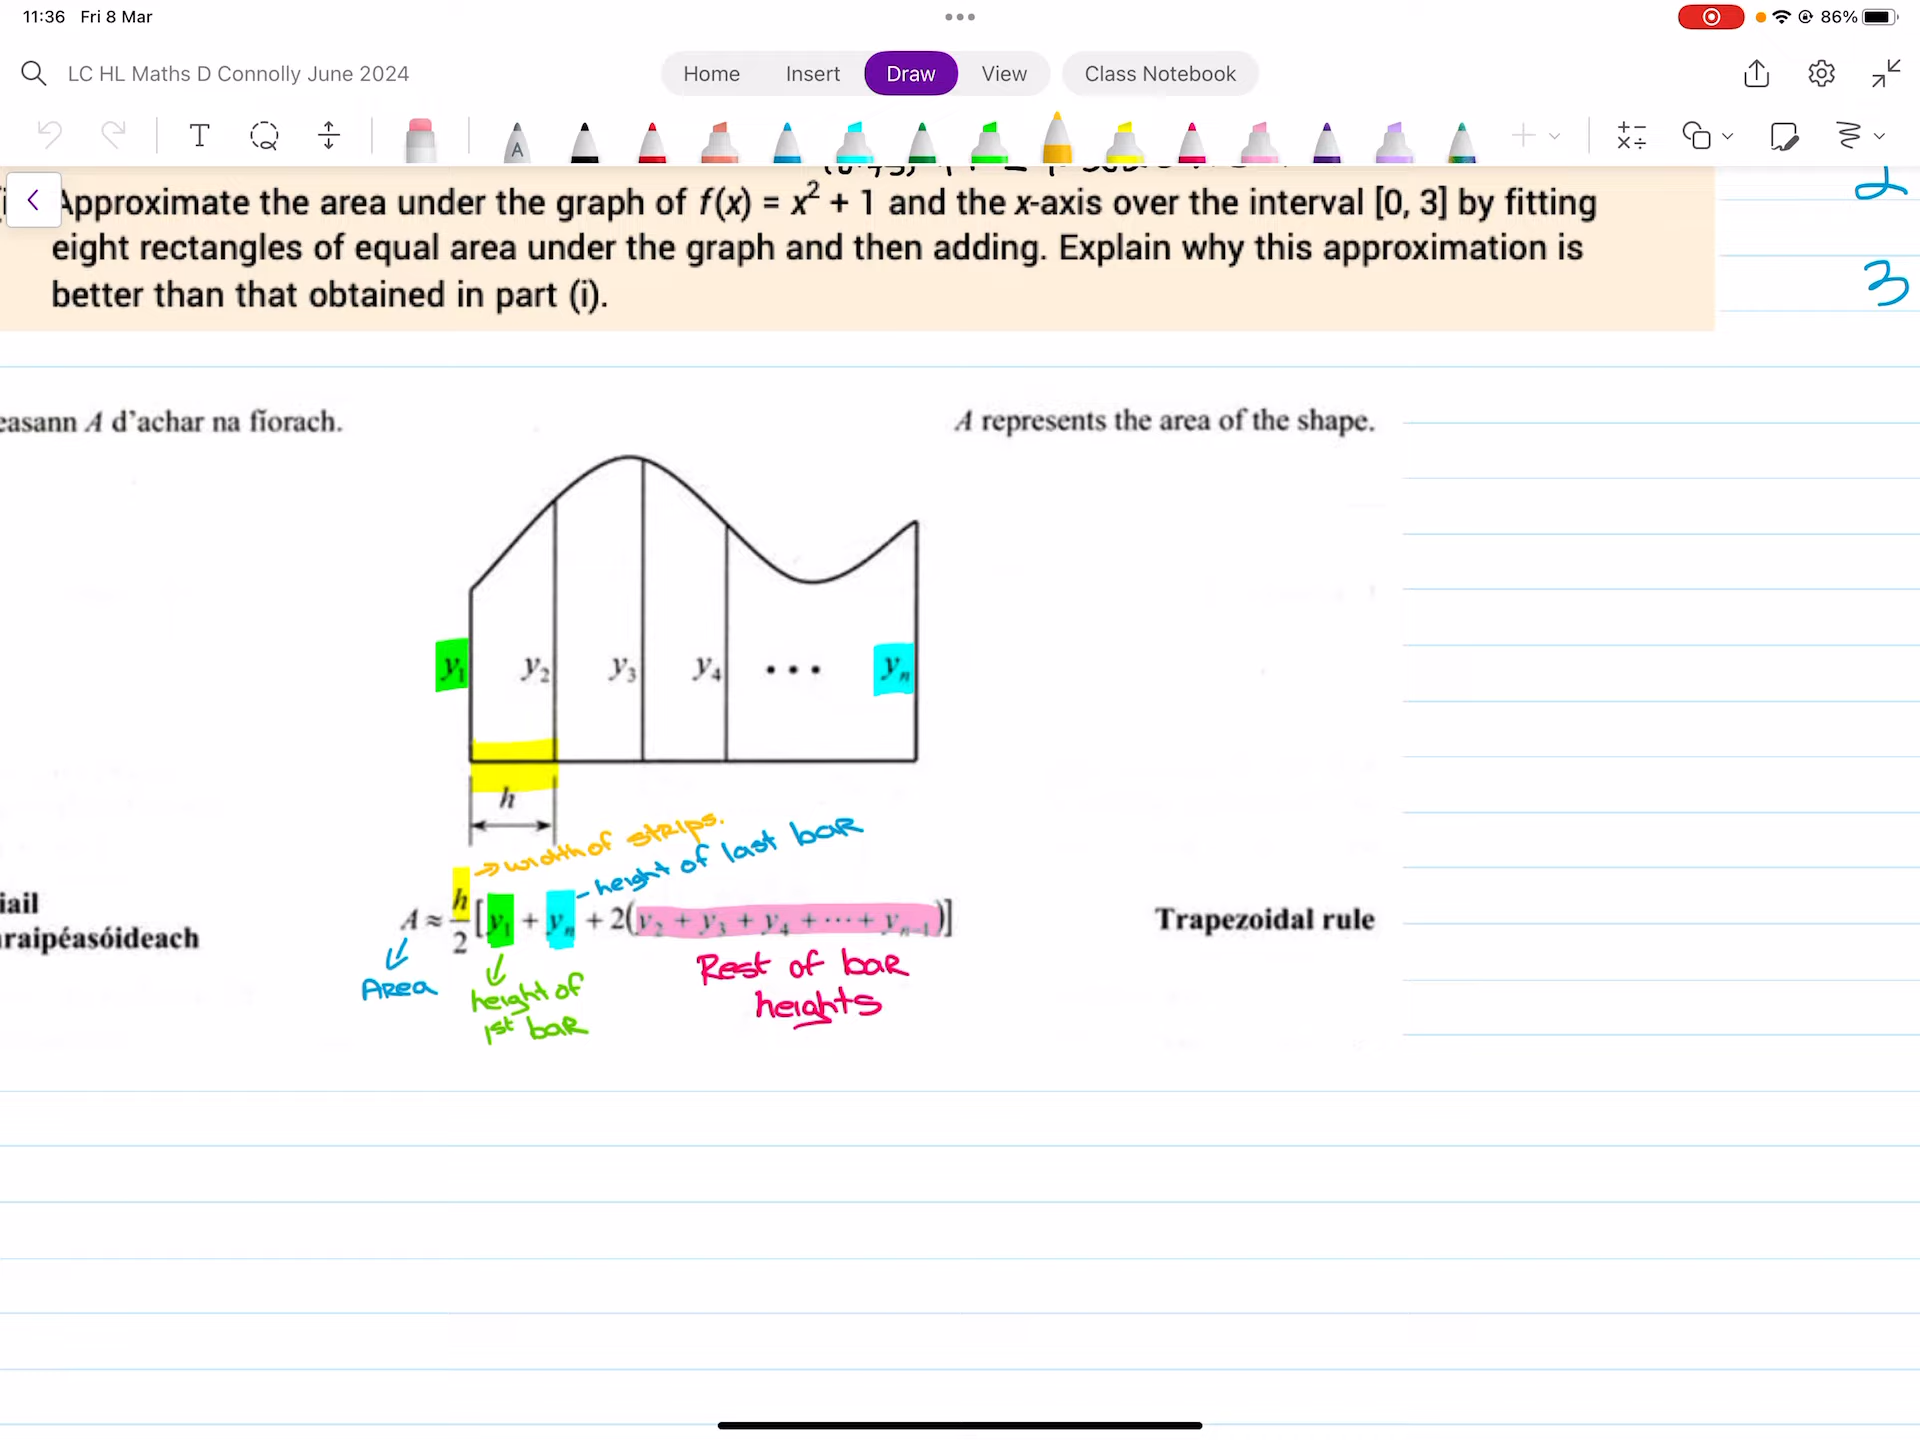 11:36 Fri 8 Mar
86%
LC HL Maths D Connolly June 2024
Home Insert Draw View Class Notebook
T
A
Approximate the area under the graph of f(x) = x² + 1 and the x-axis over the interval [0, 3] by fitting
eight rectangles of equal area under the graph and then adding. Explain why this approximation is
better than that obtained in part (i).
2
3
easann A d'achar na fíorach.
A represents the area of the shape.
y₁ y₂ y₃ y₄ • • • yₙ
h
→ width of strips.
- height of last bar
iail
raipéasóideach
A ≈ h/2 [y₁ + yₙ + 2(y₂ + y₃ + y₄ + ··· + yₙ₋₁)]
Trapezoidal rule
Area
height of
1st bar
Rest of bar
heights